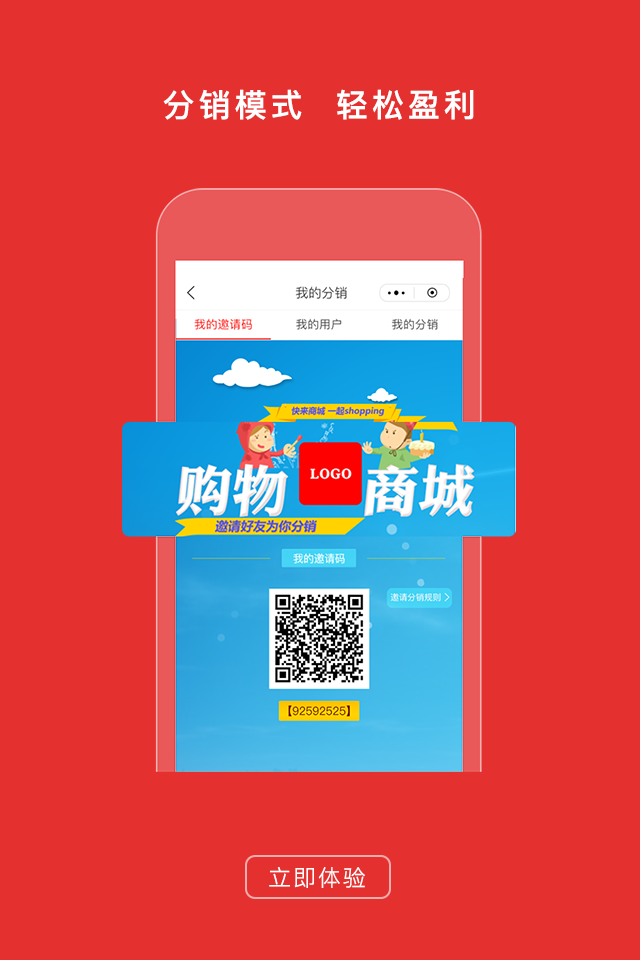 分销模式 轻松盈利
我的分销
我的邀请码 我的用户 我的分销
快来商城 一起shopping
购物 LOGO 商城
邀请好友为你分销
我的邀请码
邀请分销规则
【92592525】
立即体验